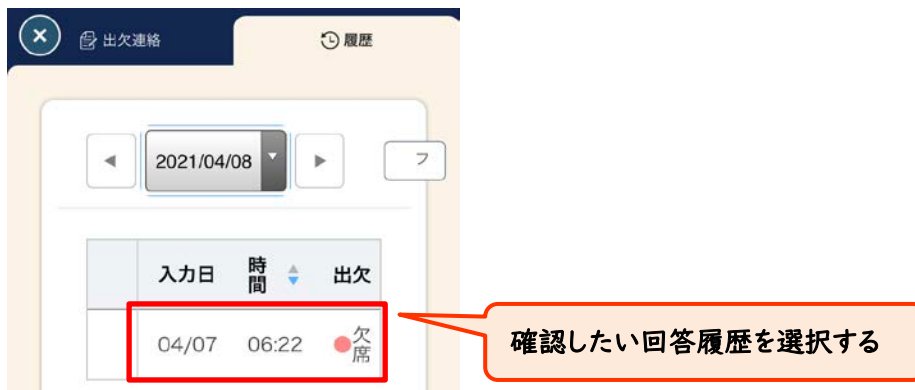 出欠連絡 履歴
2021/04/08 フ
入力日 時間 出欠
04/07 06:22 欠席
確認したい回答履歴を選択する